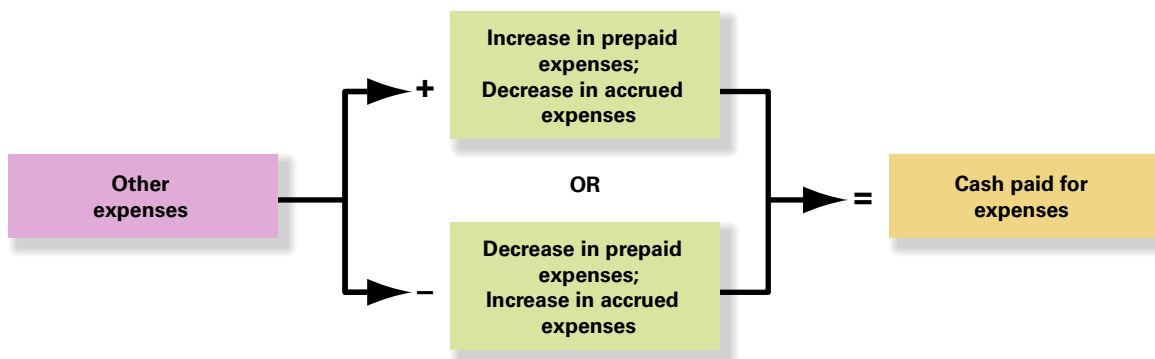 Increase in prepaid
expenses;
Decrease in accrued
expenses
+
Other
expenses
OR
=
Cash paid for
expenses
–
Decrease in prepaid
expenses;
Increase in accrued
expenses